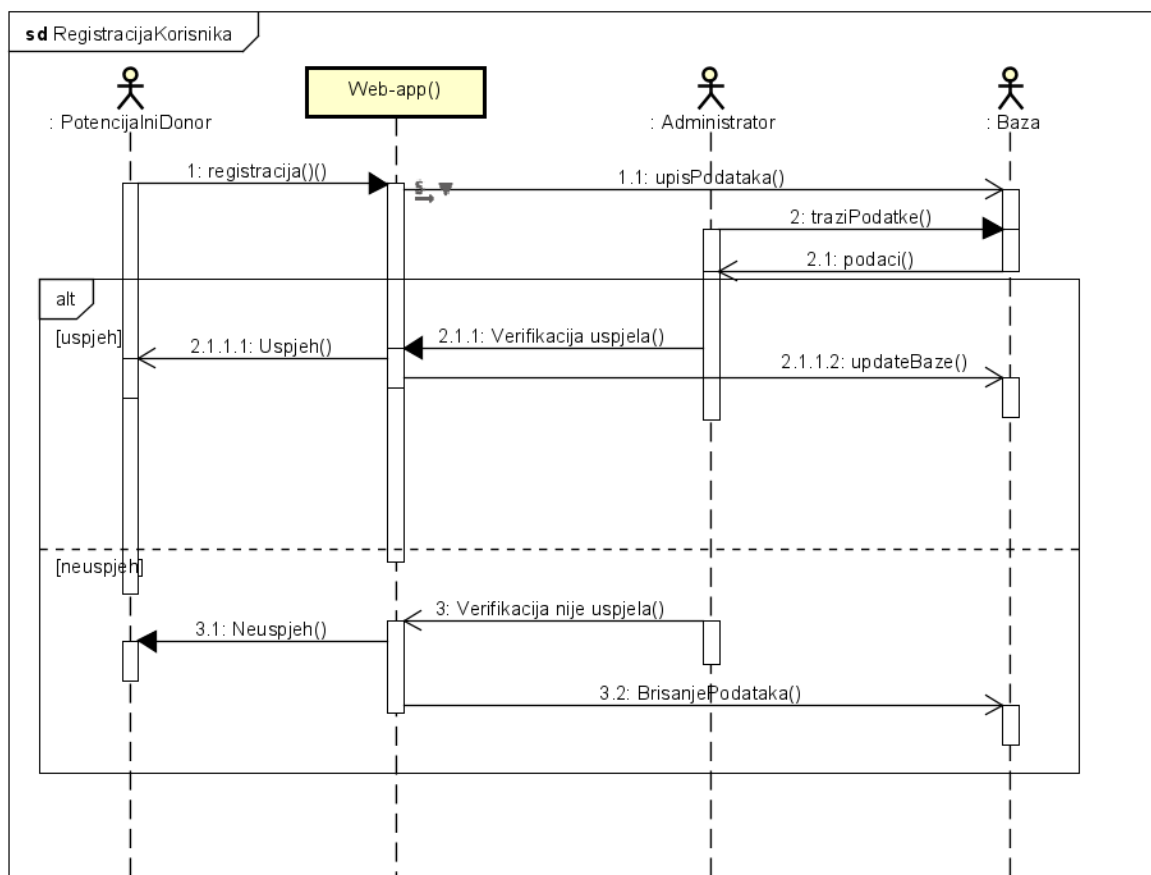 sd RegistracijaKorisnika
: PotencijalniDonor
Web-app()
: Administrator
: Baza
1: registracija()()
1.1: upisPodataka()
2: traziPodatke()
2.1: podaci()
alt
[uspjeh]
2.1.1: Verifikacija uspjela()
2.1.1.1: Uspjeh()
2.1.1.2: updateBaze()
[neuspjeh]
3: Verifikacija nije uspjela()
3.1: Neuspjeh()
3.2: BrisanjePodataka()